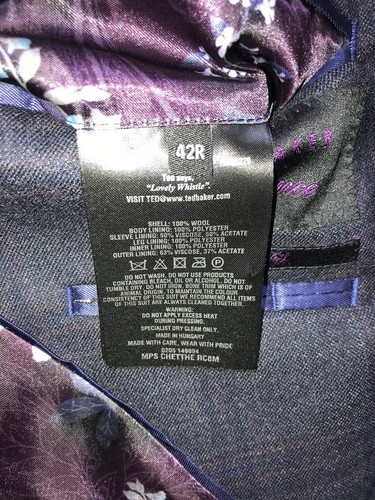 42R
Ted says,
"Lovely Whistle".
VISIT TED@www.tedbaker.com
SHELL: 100% WOOL
BODY LINING: 100% POLYESTER
SLEEVE LINING: 50% VISCOSE, 50% ACETATE
LEG LINING: 100% POLYESTER
INNER LINING: 100% POLYESTER
OUTER LINING: 63% VISCOSE, 37% ACETATE
P
DO NOT WASH. DO NOT USE PRODUCTS
CONTAINING BLEACH, OIL OR ALCOHOL. DO NOT
TUMBLE DRY. DO NOT IRON. BONE TRIM WHICH IS OF
ANIMAL ORIGIN. TO MAINTAIN THE COLOUR
CONSISTENCY OF THIS SUIT WE RECOMMEND ALL ITEMS
OF THIS SUIT ARE ALWAYS CLEANED TOGETHER.
WARNING:
DO NOT APPLY EXCESS HEAT
DURING PRESSING.
SPECIALIST DRY CLEAN ONLY.
MADE IN HUNGARY
MADE WITH CARE, WEAR WITH PRIDE
0205 149894
MPS CHETTHE RC8M
AKER